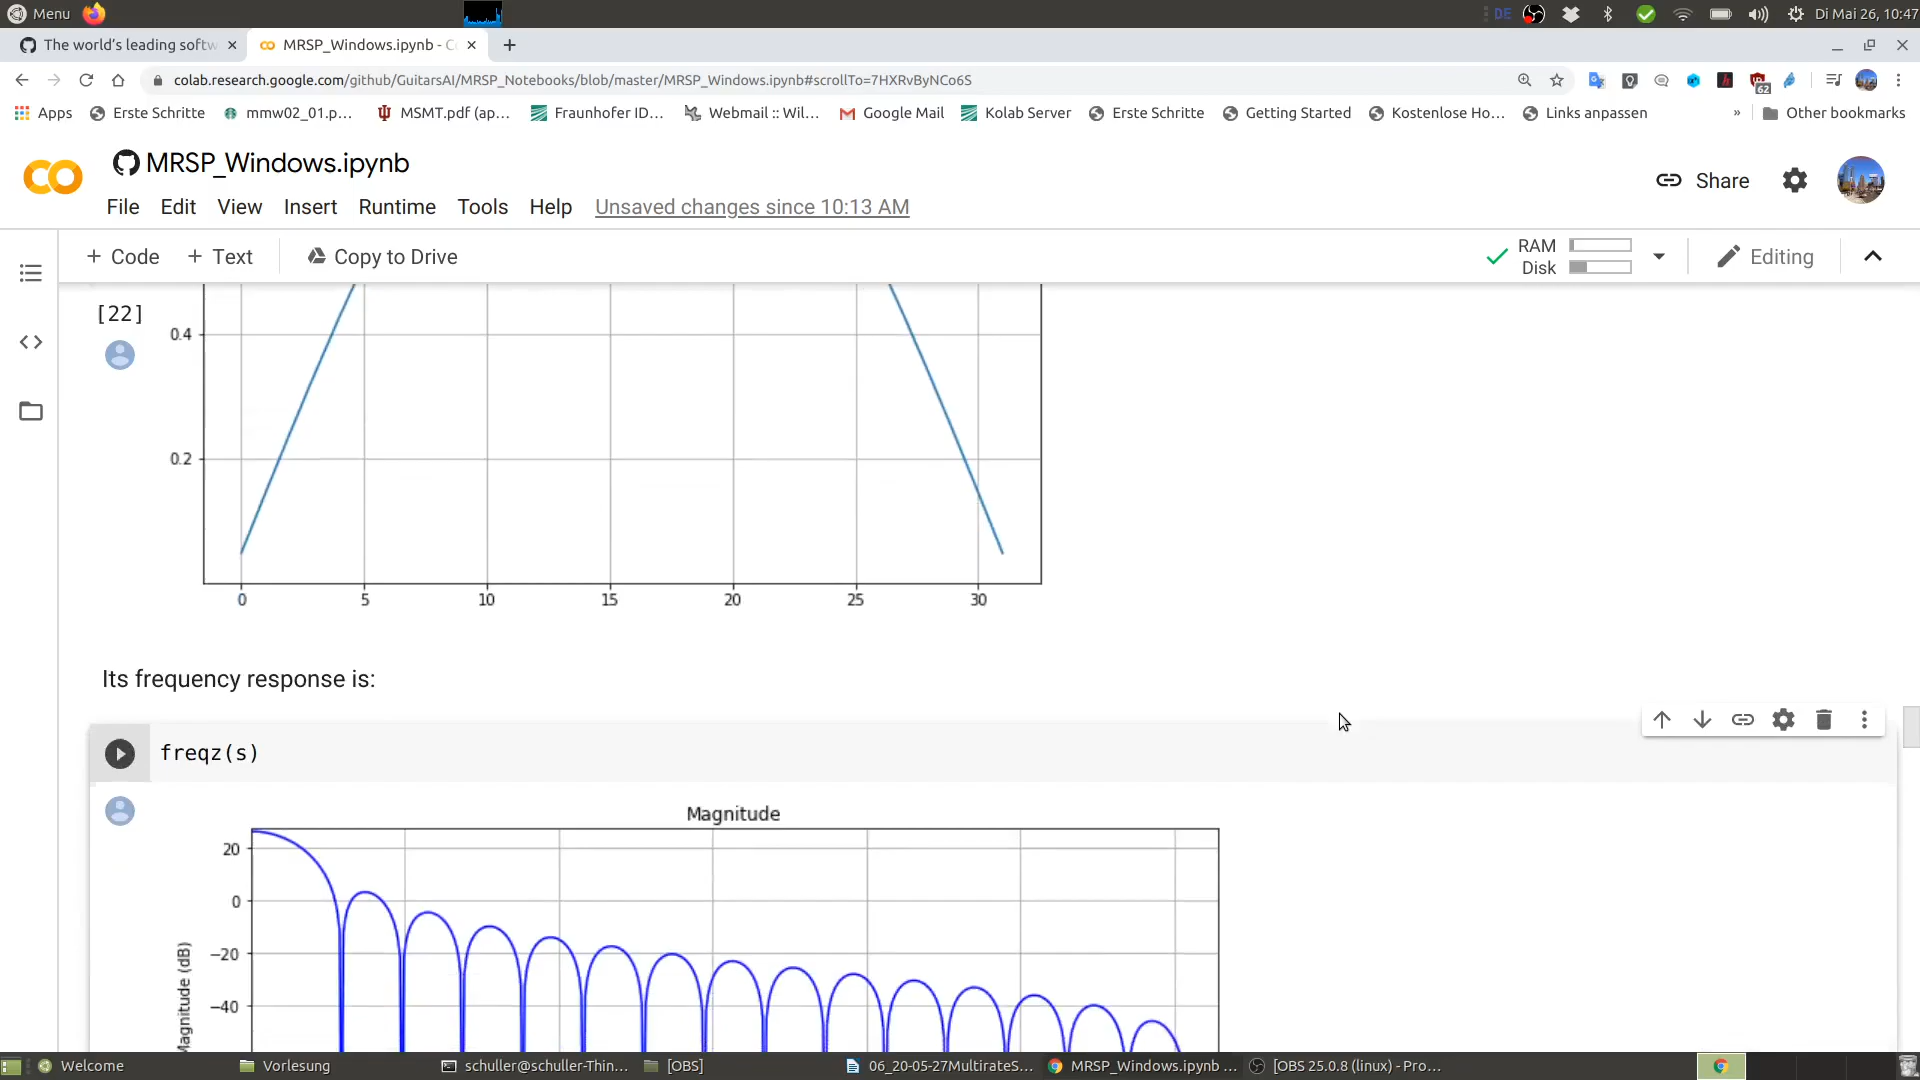 Menu
DE
Di Mai 26, 10:47
The world's leading softw
MRSP_Windows.ipynb - C
colab.research.google.com/github/GuitarsAI/MRSP_Notebooks/blob/master/MRSP_Windows.ipynb#scrollTo=7HXRvByNCo6S
62
Apps
Erste Schritte
mmw02_01.p...
MSMT.pdf (ap...
Fraunhofer ID...
Webmail :: Wil...
Google Mail
Kolab Server
Erste Schritte
Getting Started
Kostenlose Ho...
Links anpassen
»
Other bookmarks
MRSP_Windows.ipynb
Share
File Edit View Insert Runtime Tools Help Unsaved changes since 10:13 AM
+ Code + Text Copy to Drive
RAM
Disk
Editing
[22]
0.4
0.2
0 5 10 15 20 25 30
Its frequency response is:
freqz(s)
Magnitude
20
0
−20
−40
Magnitude (dB)
Welcome
Vorlesung
schuller@schuller-Thin...
[OBS]
06_20-05-27MultirateS...
MRSP_Windows.ipynb ...
[OBS 25.0.8 (linux) - Pro...